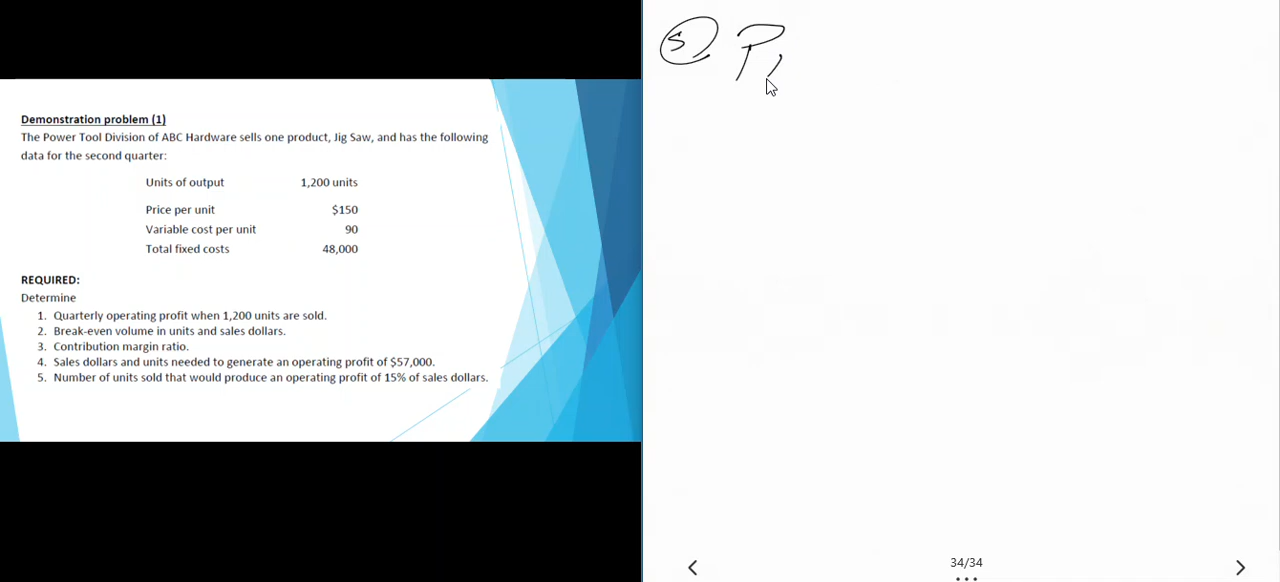 Demonstration problem (1)
The Power Tool Division of ABC Hardware sells one product, Jig Saw, and has the following
data for the second quarter:
Units of output 1,200 units
Price per unit $150
Variable cost per unit 90
Total fixed costs 48,000
REQUIRED:
Determine
1. Quarterly operating profit when 1,200 units are sold.
2. Break-even volume in units and sales dollars.
3. Contribution margin ratio.
4. Sales dollars and units needed to generate an operating profit of $57,000.
5. Number of units sold that would produce an operating profit of 15% of sales dollars.
5 P
34/34